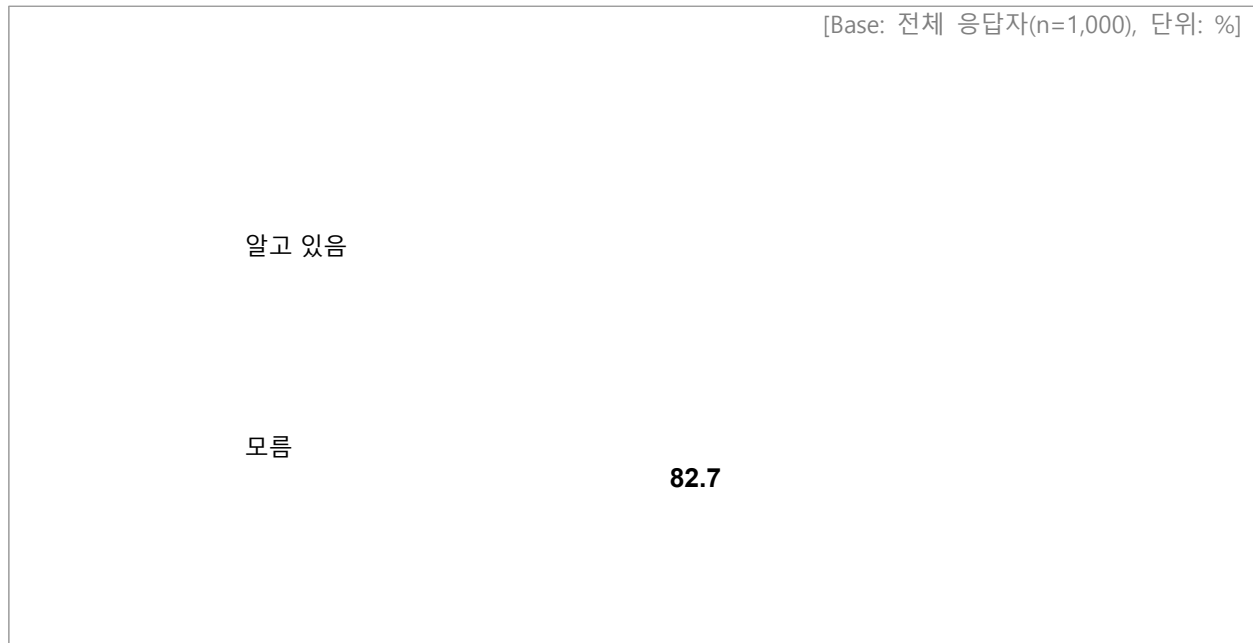 [Base: 전체 응답자(n=1,000), 단위: %]
알고 있음
모름
82.7